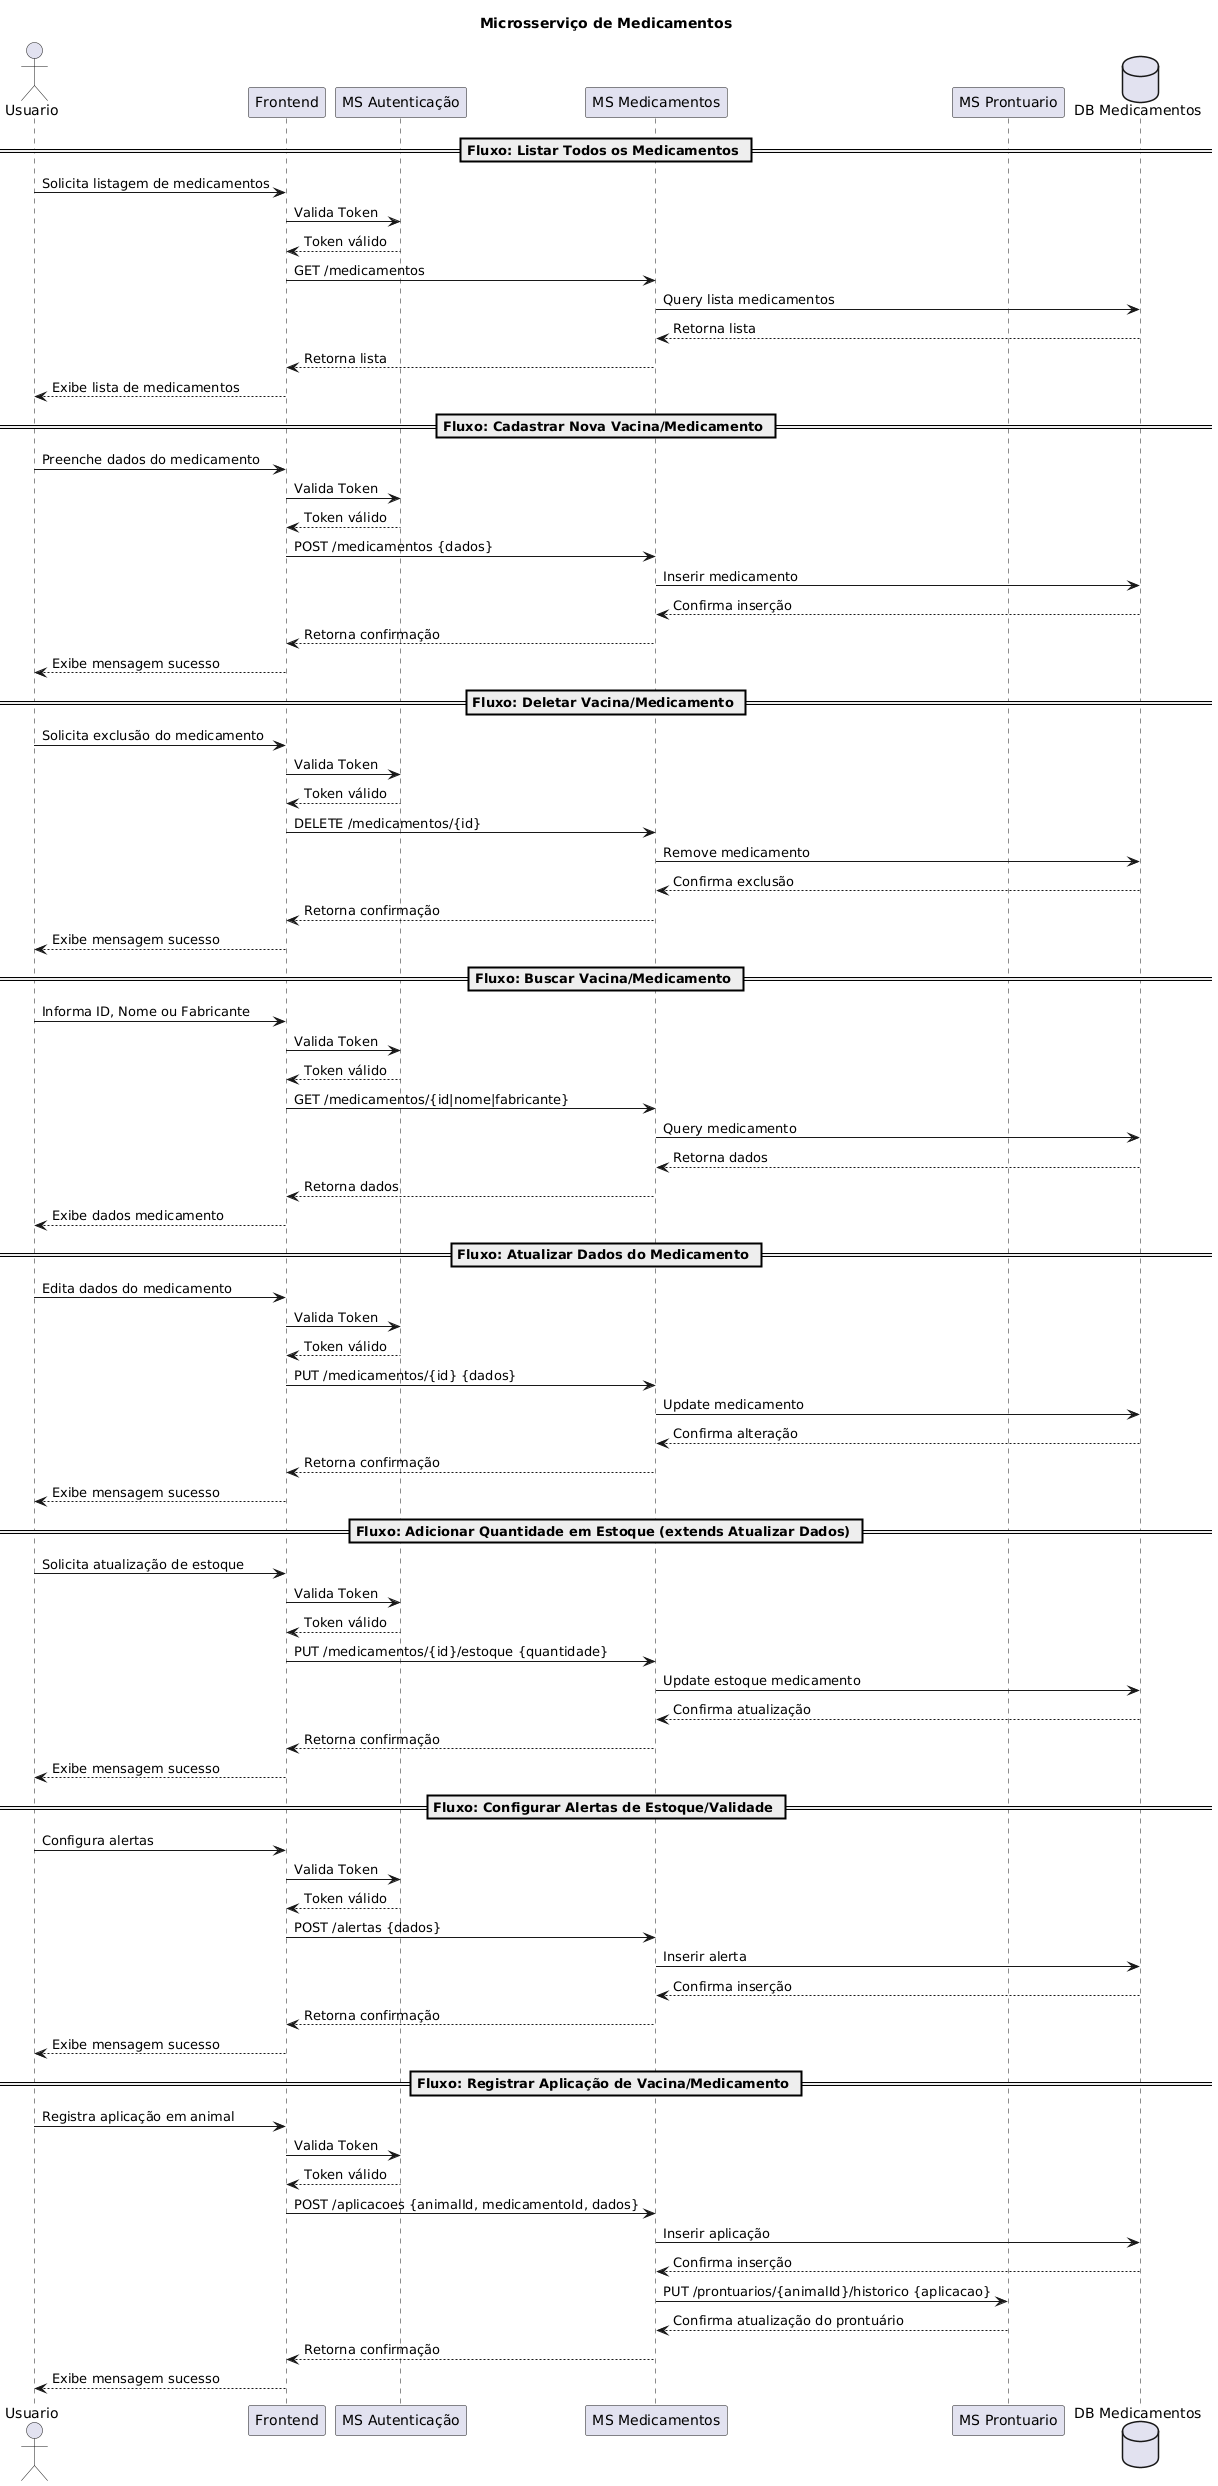 Microsserviço de Medicamentos
Usuario
Frontend
MS Autenticação
MS Medicamentos
MS Prontuario
DB Medicamentos
Fluxo: Listar Todos os Medicamentos
Solicita listagem de medicamentos
Valida Token
Token válido
GET /medicamentos
Query lista medicamentos
Retorna lista
Retorna lista
Exibe lista de medicamentos
Fluxo: Cadastrar Nova Vacina/Medicamento
Preenche dados do medicamento
Valida Token
Token válido
POST /medicamentos {dados}
Inserir medicamento
Confirma inserção
Retorna confirmação
Exibe mensagem sucesso
Fluxo: Deletar Vacina/Medicamento
Solicita exclusão do medicamento
Valida Token
Token válido
DELETE /medicamentos/{id}
Remove medicamento
Confirma exclusão
Retorna confirmação
Exibe mensagem sucesso
Fluxo: Buscar Vacina/Medicamento
Informa ID, Nome ou Fabricante
Valida Token
Token válido
GET /medicamentos/{id|nome|fabricante}
Query medicamento
Retorna dados
Retorna dados
Exibe dados medicamento
Fluxo: Atualizar Dados do Medicamento
Edita dados do medicamento
Valida Token
Token válido
PUT /medicamentos/{id} {dados}
Update medicamento
Confirma alteração
Retorna confirmação
Exibe mensagem sucesso
Fluxo: Adicionar Quantidade em Estoque (extends Atualizar Dados)
Solicita atualização de estoque
Valida Token
Token válido
PUT /medicamentos/{id}/estoque {quantidade}
Update estoque medicamento
Confirma atualização
Retorna confirmação
Exibe mensagem sucesso
Fluxo: Configurar Alertas de Estoque/Validade
Configura alertas
Valida Token
Token válido
POST /alertas {dados}
Inserir alerta
Confirma inserção
Retorna confirmação
Exibe mensagem sucesso
Fluxo: Registrar Aplicação de Vacina/Medicamento
Registra aplicação em animal
Valida Token
Token válido
POST /aplicacoes {animalId, medicamentoId, dados}
Inserir aplicação
Confirma inserção
PUT /prontuarios/{animalId}/historico {aplicacao}
Confirma atualização do prontuário
Retorna confirmação
Exibe mensagem sucesso
Usuario
Frontend
MS Autenticação
MS Medicamentos
MS Prontuario
DB Medicamentos